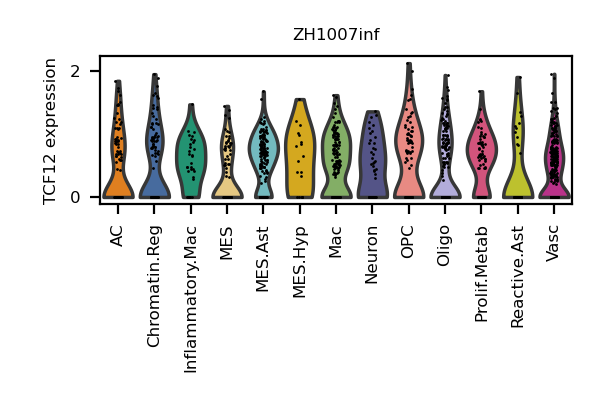 ZH1007inf
TCF12 expression
2
0
AC
Chromatin.Reg
Inflammatory.Mac
MES
MES.Ast
MES.Hyp
Mac
Neuron
OPC
Oligo
Prolif.Metab
Reactive.Ast
Vasc